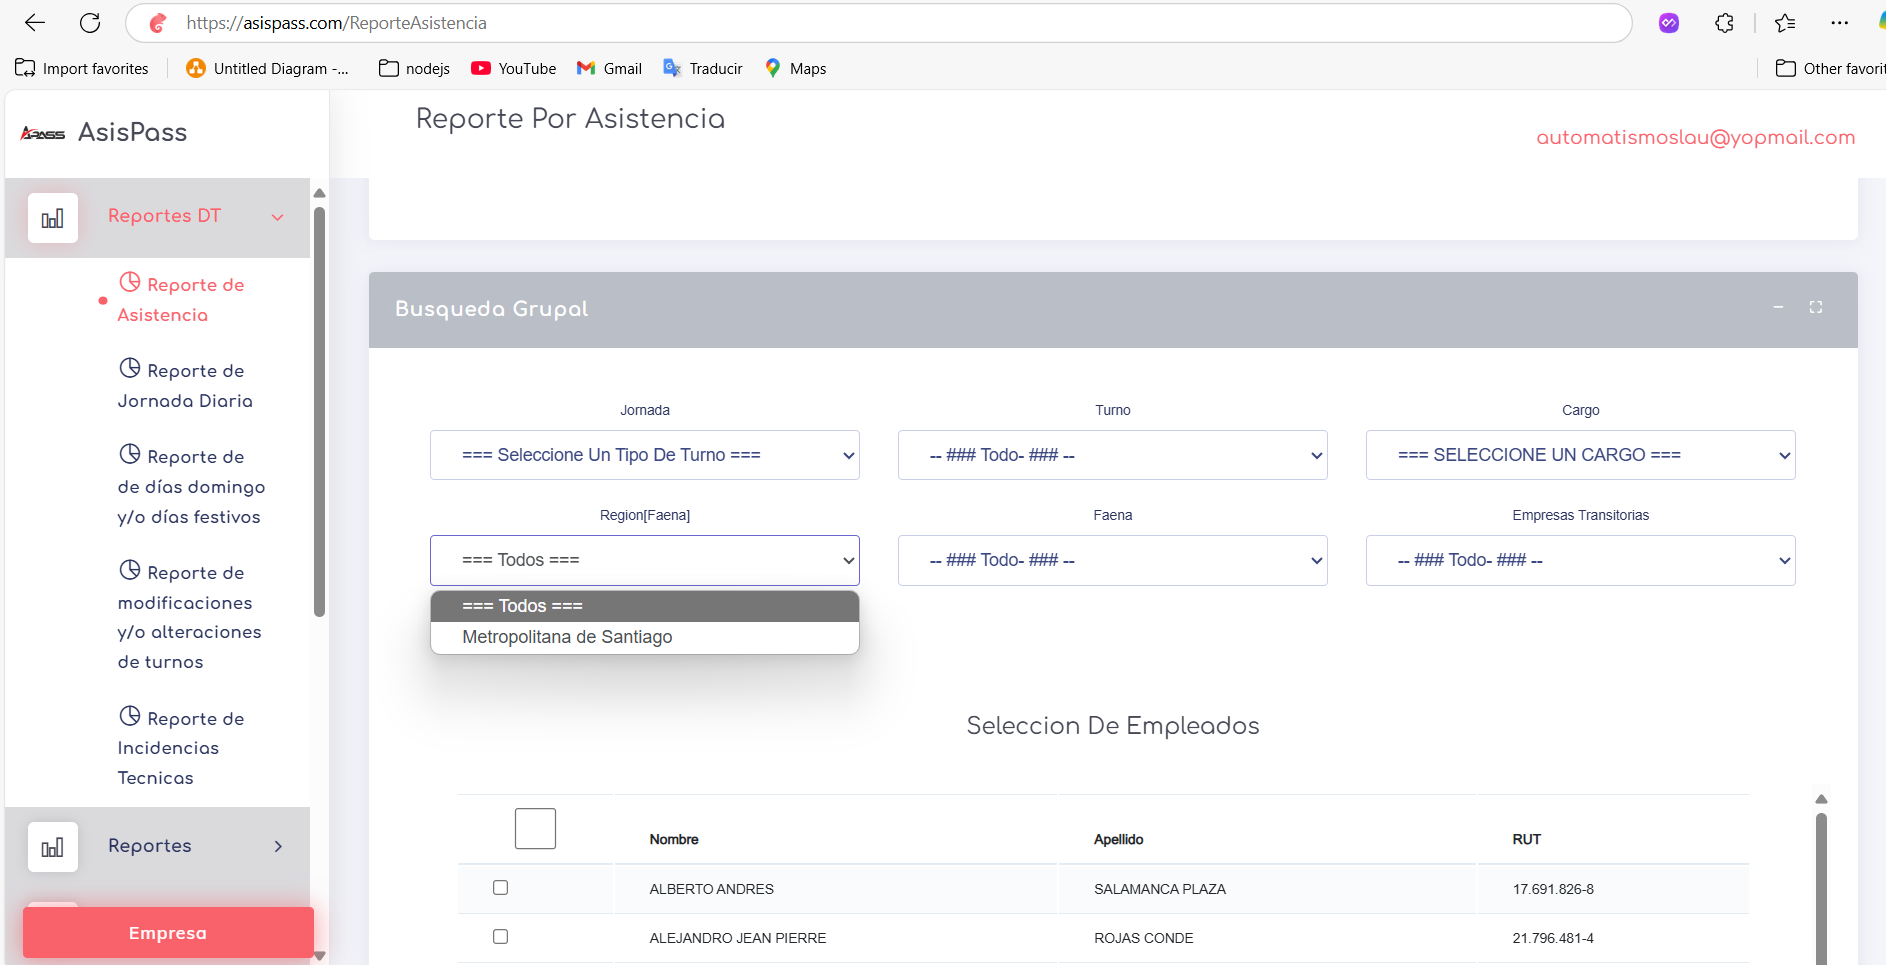 https://asispass.com/ReporteAsistencia
Import favorites
Untitled Diagram -...
nodejs
YouTube
Gmail
Traducir
Maps
Other favorit
APASS
AsisPass
Reporte Por Asistencia
automatismoslau@yopmail.com
Reportes DT
Reporte de
Asistencia
Reporte de
Jornada Diaria
Reporte de
de días domingo
y/o días festivos
Reporte de
modificaciones
y/o alteraciones
de turnos
Reporte de
Incidencias
Tecnicas
Reportes
Empresa
Busqueda Grupal
Jornada
Turno
Cargo
=== Seleccione Un Tipo De Turno ===
-- ### Todo- ### --
=== SELECCIONE UN CARGO ===
Region[Faena]
Faena
Empresas Transitorias
=== Todos ===
-- ### Todo- ### --
-- ### Todo- ### --
=== Todos ===
Metropolitana de Santiago
Seleccion De Empleados
Nombre
Apellido
RUT
ALBERTO ANDRES
SALAMANCA PLAZA
17.691.826-8
ALEJANDRO JEAN PIERRE
ROJAS CONDE
21.796.481-4